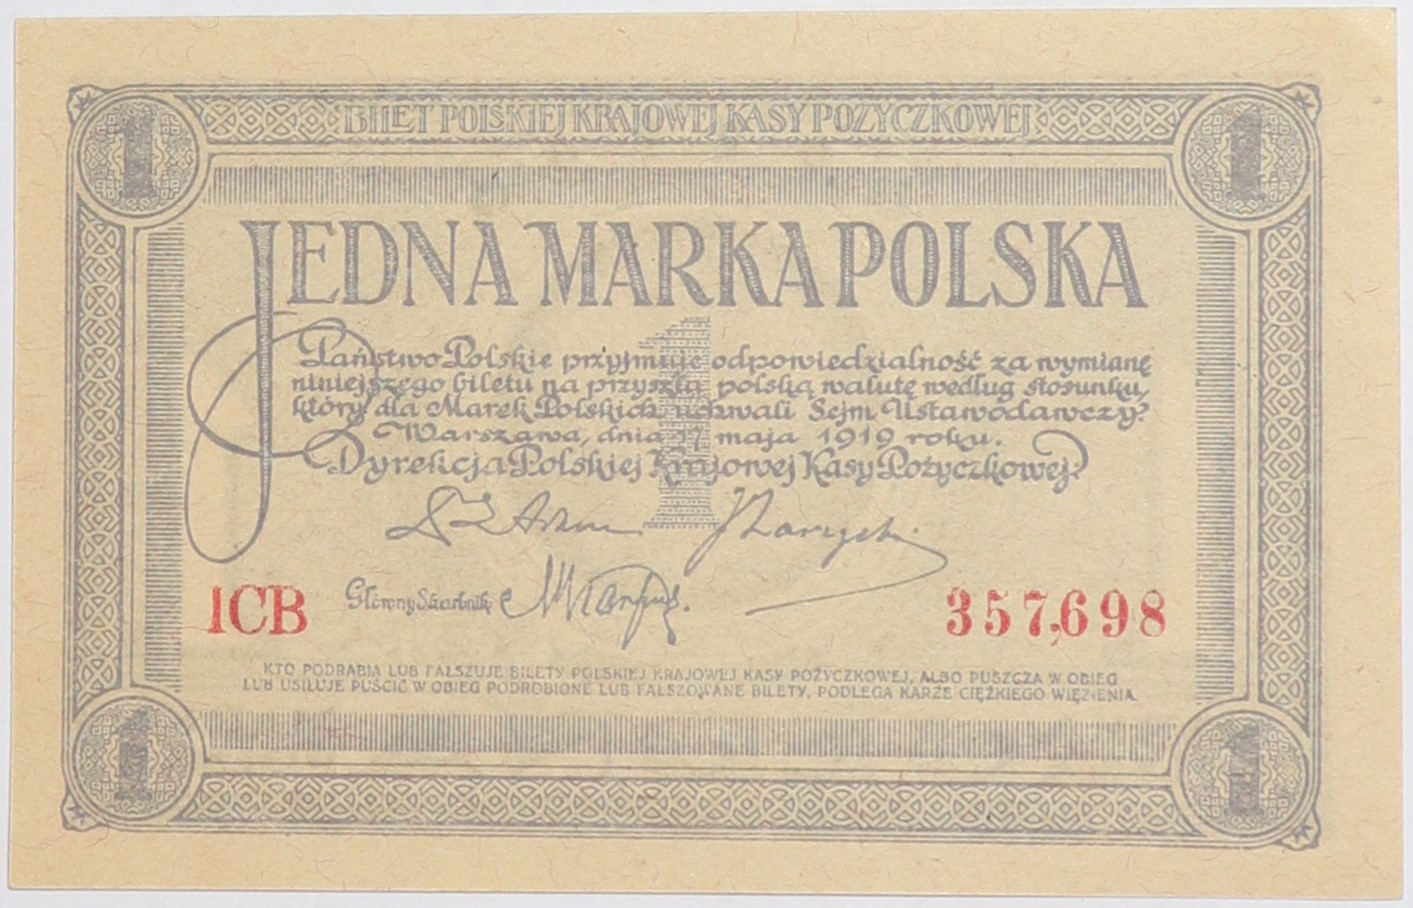 1 BILET POLSKIEJ KRAJOWEJ KASY POŻYCZKOWEJ 1
JEDNA MARKA POLSKA
1
Państwo Polskie przyjmuje odpowiedzialność za wymianę
niniejszego biletu na przyszłą polską walutę według stosunku,
który dla Marek Polskich uchwali Sejm Ustawodawczy.
Warszawa, dnia 17 maja 1919 roku.
Dyrekcja Polskiej Krajowej Kasy Pożyczkowej.
1CB Główny Skarbnik 357,698
KTO PODRABIA LUB FAŁSZUJE BILETY POLSKIEJ KRAJOWEJ KASY POŻYCZKOWEJ, ALBO PUSZCZA W OBIEG
LUB USIŁUJE PUŚCIĆ W OBIEG PODROBIONE LUB FAŁSZOWANE BILETY, PODLEGA KARZE CIĘŻKIEGO WIĘZIENIA.
1 1